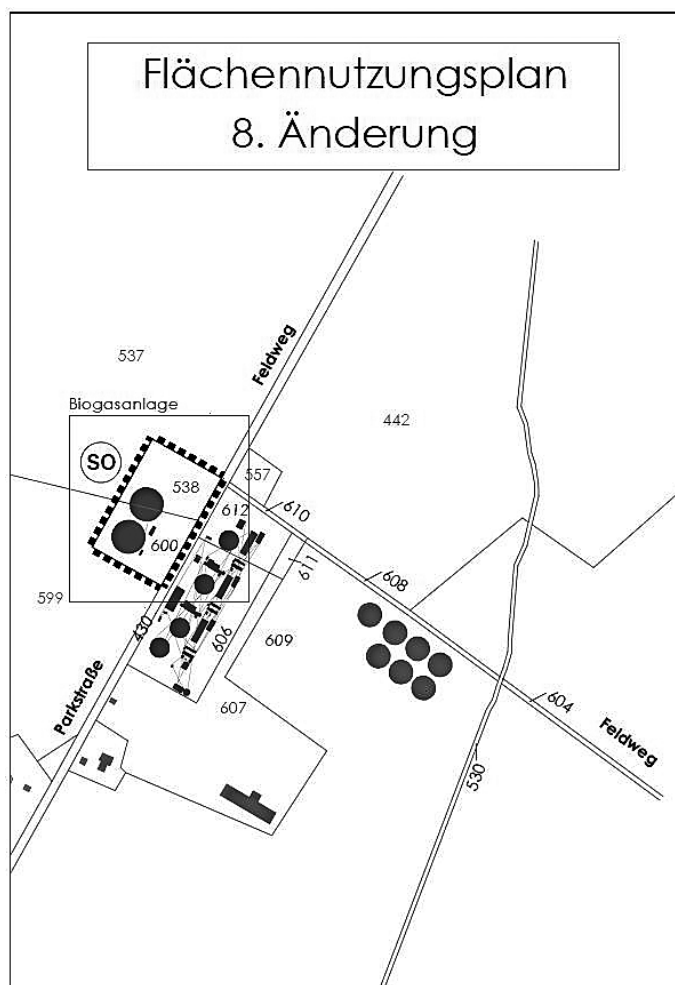 Flächennutzungsplan
8. Änderung
Feldweg
537
Biogasanlage
442
SO
557
538
612
610
600
611
608
599
430
606
609
Parkstraße
607
604
Feldweg
530